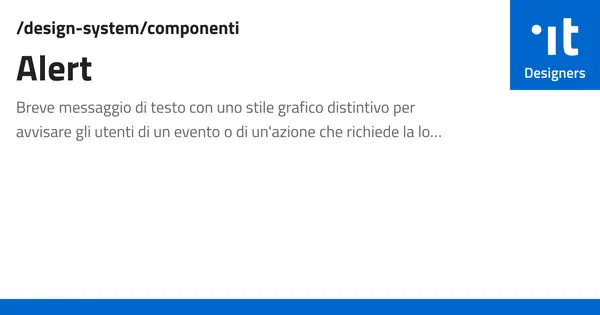 /design-system/componenti
Alert
Breve messaggio di testo con uno stile grafico distintivo per
avvisare gli utenti di un evento o di un'azione che richiede la lo…
it
Designers